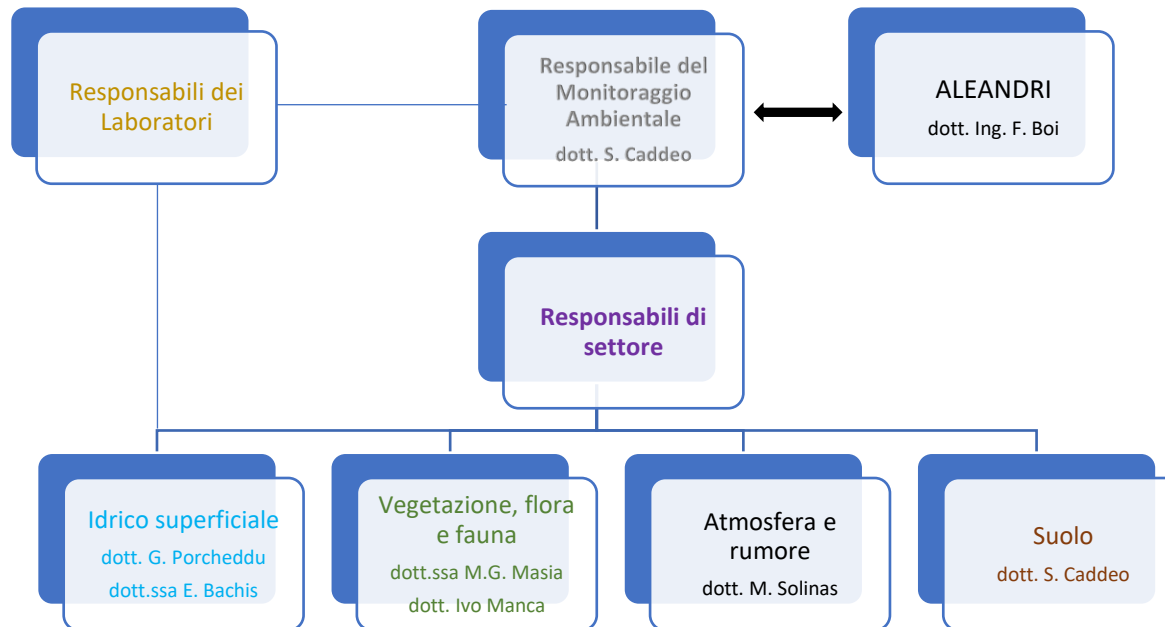 Responsabili dei
Laboratori
Responsabile del
Monitoraggio
Ambientale
dott. S. Caddeo
ALEANDRI
dott. Ing. F. Boi
Responsabili di
settore
Idrico superficiale
dott. G. Porcheddu
dott.ssa E. Bachis
Vegetazione, flora
e fauna
dott.ssa M.G. Masia
dott. Ivo Manca
Atmosfera e
rumore
dott. M. Solinas
Suolo
dott. S. Caddeo